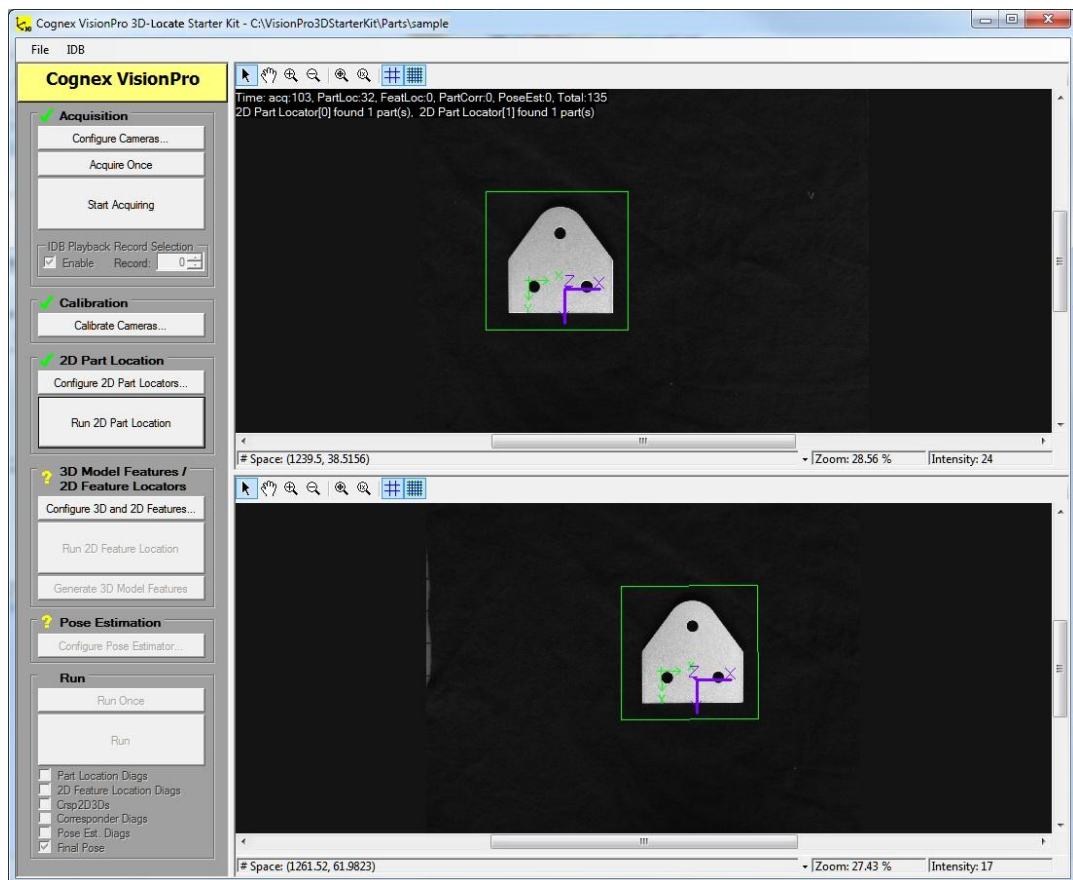 Cognex VisionPro 3D-Locate Starter Kit - C:\VisionPro3DStarterKit\Parts\sample
File IDB
Cognex VisionPro
Acquisition
Configure Cameras...
Acquire Once
Start Acquiring
IDB Playback Record Selection
Enable Record: 0
Calibration
Calibrate Cameras...
2D Part Location
Configure 2D Part Locators...
Run 2D Part Location
3D Model Features /
2D Feature Locators
Configure 3D and 2D Features...
Run 2D Feature Location
Generate 3D Model Features
Pose Estimation
Configure Pose Estimator...
Run
Run Once
Run
Part Location Diags
2D Feature Location Diags
Crsp2D3Ds
Corresponder Diags
Pose Est. Diags
Final Pose
Time: acq:103, PartLoc:32, FeatLoc:0, PartCorr:0, PoseEst:0, Total:135
2D Part Locator[0] found 1 part(s), 2D Part Locator[1] found 1 part(s)
X Z X
Y
# Space: (1239.5, 38.5156) Zoom: 28.56 % Intensity: 24
X Z X
Y
# Space: (1261.52, 61.9823) Zoom: 27.43 % Intensity: 17